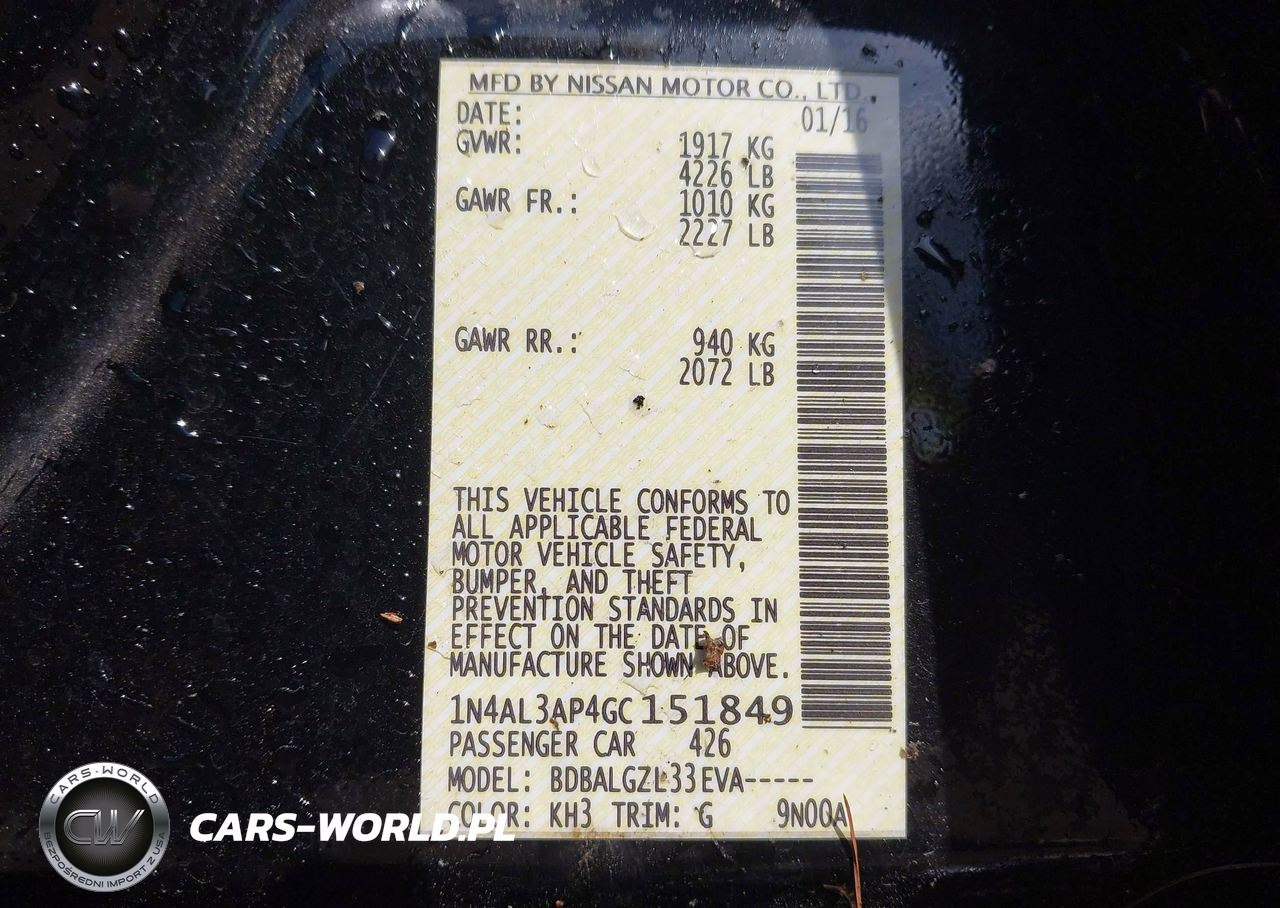 MFD BY NISSAN MOTOR CO., LTD.
DATE: 01/16
GVWR: 1917 KG
4226 LB
GAWR FR.: 1010 KG
2227 LB
GAWR RR.: 940 KG
2072 LB
THIS VEHICLE CONFORMS TO
ALL APPLICABLE FEDERAL
MOTOR VEHICLE SAFETY,
BUMPER, AND THEFT
PREVENTION STANDARDS IN
EFFECT ON THE DATE OF
MANUFACTURE SHOWN ABOVE.
1N4AL3AP4GC151849
PASSENGER CAR 426
MODEL: BDBALGZL33EVA-----
COLOR: KH3 TRIM: G 9N00A
CARS-WORLD
CW
BEZPOŚREDNI IMPORT Z USA
CARS-WORLD.PL